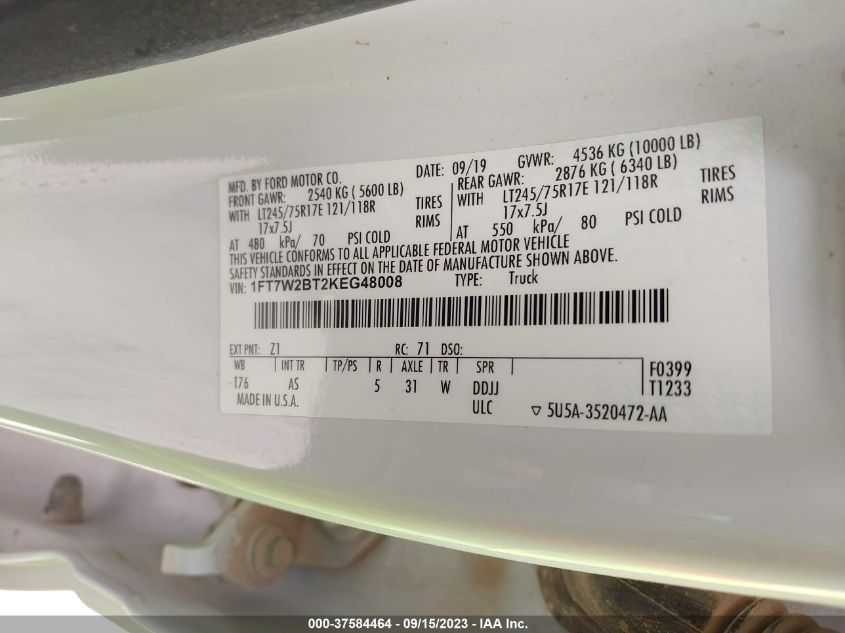 MFD. BY FORD MOTOR CO. DATE: 09/19 GVWR: 4536 KG (10000 LB)
FRONT GAWR: 2540 KG ( 5600 LB) REAR GAWR: 2876 KG ( 6340 LB)
WITH LT245/75R17E 121/118R TIRES WITH LT245/75R17E 121/118R TIRES
17x7.5J RIMS 17x7.5J RIMS
AT 480 kPa/ 70 PSI COLD AT 550 kPa/ 80 PSI COLD
THIS VEHICLE CONFORMS TO ALL APPLICABLE FEDERAL MOTOR VEHICLE
SAFETY STANDARDS IN EFFECT ON THE DATE OF MANUFACTURE SHOWN ABOVE.
VIN: 1FT7W2BT2KEG48008 TYPE: Truck
EXT PNT: Z1 RC: 71 DSO:
WB INT TR TP/PS R AXLE TR SPR F0399
176 AS 5 31 W DDJJ T1233
MADE IN U.S.A. ULC ▽ 5U5A-3520472-AA
000-37584464 - 09/15/2023 - IAA Inc.